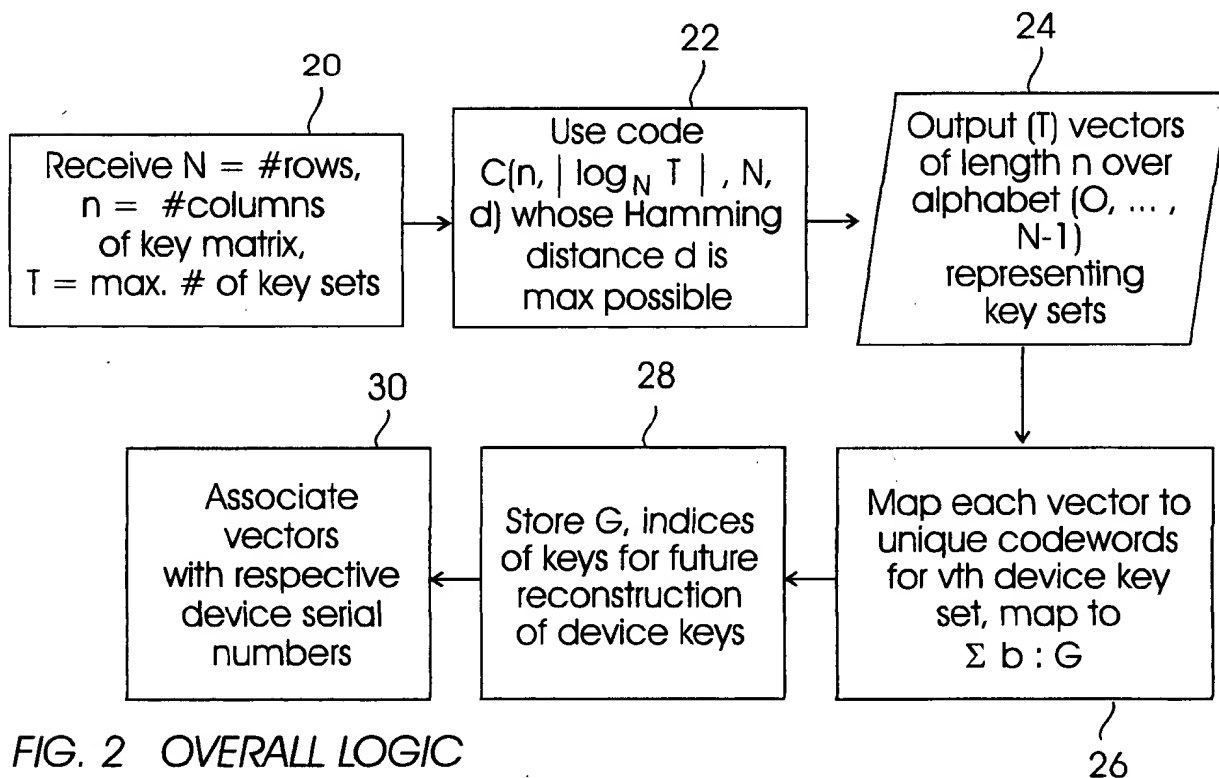 20
Receive N = #rows,
n = #columns
of key matrix,
T = max. # of key sets
22
Use code
C(n, | log_N T | , N,
d) whose Hamming
distance d is
max possible
24
Output (T) vectors
of length n over
alphabet (O, ... ,
N-1)
representing
key sets
26
Map each vector to
unique codewords
for vth device key
set, map to
Σ b : G
28
Store G, indices
of keys for future
reconstruction
of device keys
30
Associate
vectors
with respective
device serial
numbers
FIG. 2 OVERALL LOGIC